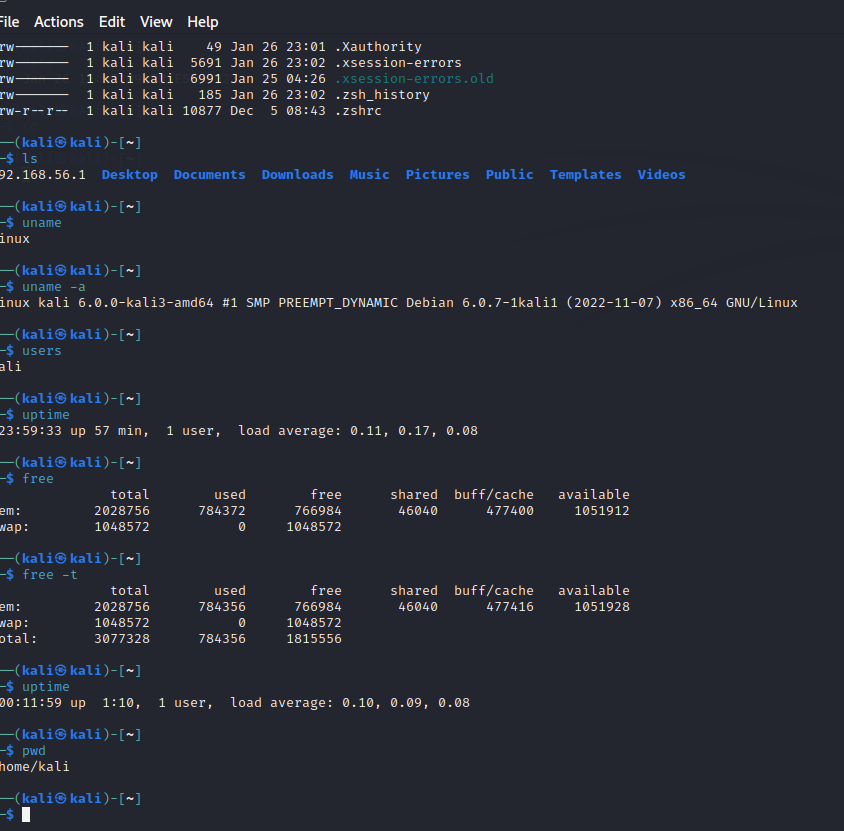 File Actions Edit View Help
rw------- 1 kali kali 49 Jan 26 23:01 .Xauthority
rw------- 1 kali kali 5691 Jan 26 23:02 .xsession-errors
rw------- 1 kali kali 6991 Jan 25 04:26 .xsession-errors.old
rw------- 1 kali kali 185 Jan 26 23:02 .zsh_history
rw-r--r-- 1 kali kali 10877 Dec 5 08:43 .zshrc
──(kali㉿kali)-[~]
─$ ls
92.168.56.1 Desktop Documents Downloads Music Pictures Public Templates Videos
──(kali㉿kali)-[~]
─$ uname
inux
──(kali㉿kali)-[~]
─$ uname -a
inux kali 6.0.0-kali3-amd64 #1 SMP PREEMPT_DYNAMIC Debian 6.0.7-1kali1 (2022-11-07) x86_64 GNU/Linux
──(kali㉿kali)-[~]
─$ users
ali
──(kali㉿kali)-[~]
─$ uptime
23:59:33 up 57 min, 1 user, load average: 0.11, 0.17, 0.08
──(kali㉿kali)-[~]
─$ free
total used free shared buff/cache available
em: 2028756 784372 766984 46040 477400 1051912
wap: 1048572 0 1048572
──(kali㉿kali)-[~]
─$ free -t
total used free shared buff/cache available
em: 2028756 784356 766984 46040 477416 1051928
wap: 1048572 0 1048572
otal: 3077328 784356 1815556
──(kali㉿kali)-[~]
─$ uptime
00:11:59 up 1:10, 1 user, load average: 0.10, 0.09, 0.08
──(kali㉿kali)-[~]
─$ pwd
home/kali
──(kali㉿kali)-[~]
─$